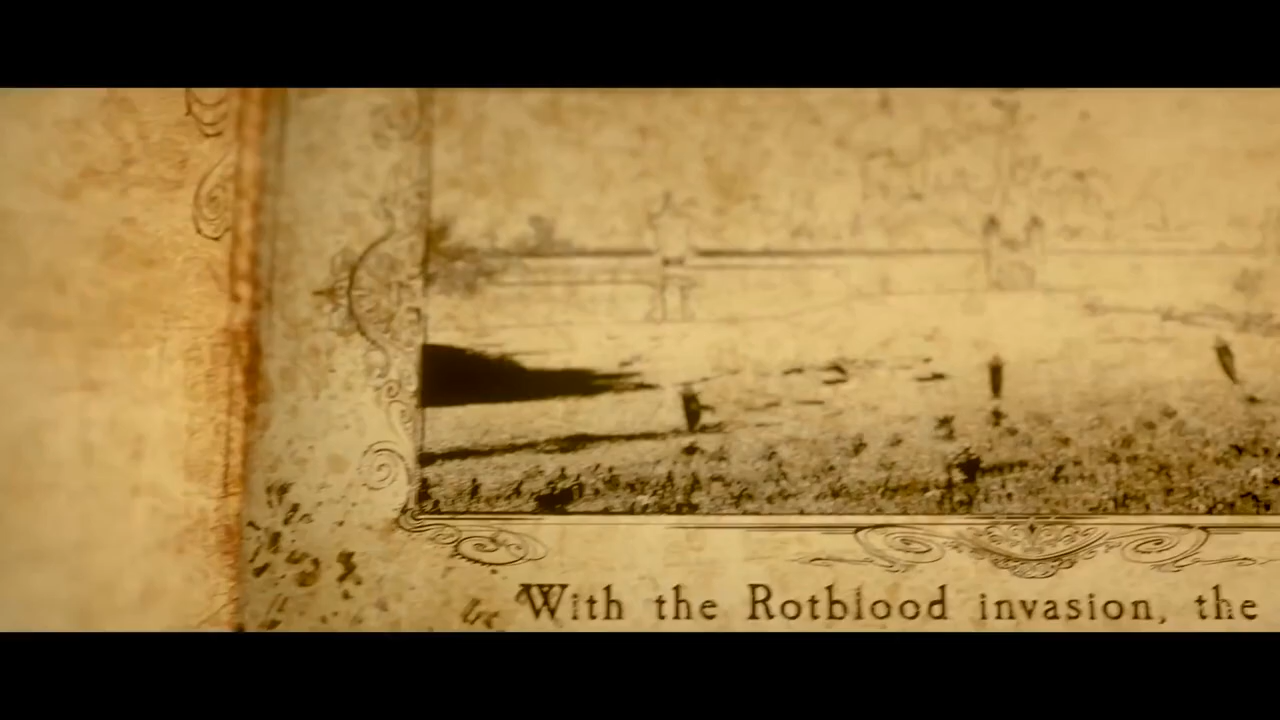 With the Rotblood invasion, the